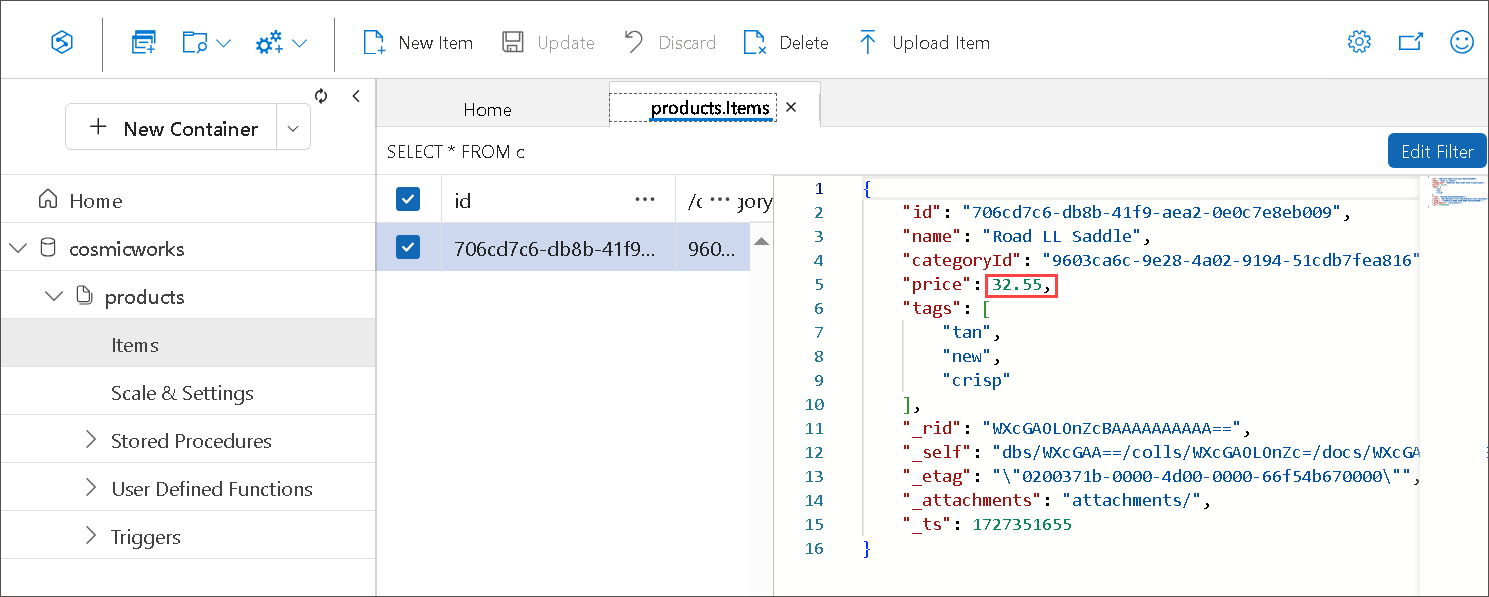 New Item Update Discard Delete Upload Item
New Container
Home products.Items
SELECT * FROM c Edit Filter
Home
cosmicworks
products
Items
Scale & Settings
Stored Procedures
User Defined Functions
Triggers
id ... /c ... gory
706cd7c6-db8b-41f9... 960...
1 {
2 "id": "706cd7c6-db8b-41f9-aea2-0e0c7e8eb009",
3 "name": "Road LL Saddle",
4 "categoryId": "9603ca6c-9e28-4a02-9194-51cdb7fea816"
5 "price": 32.55,
6 "tags": [
7 "tan",
8 "new",
9 "crisp"
10 ],
11 "_rid": "WXcGAOLOnZcBAAAAAAAAAA==",
12 "_self": "dbs/WXcGAA==/colls/WXcGAOLOnZc=/docs/WXcGA
13 "_etag": "\"0200371b-0000-4d00-0000-66f54b670000\"",
14 "_attachments": "attachments/",
15 "_ts": 1727351655
16 }